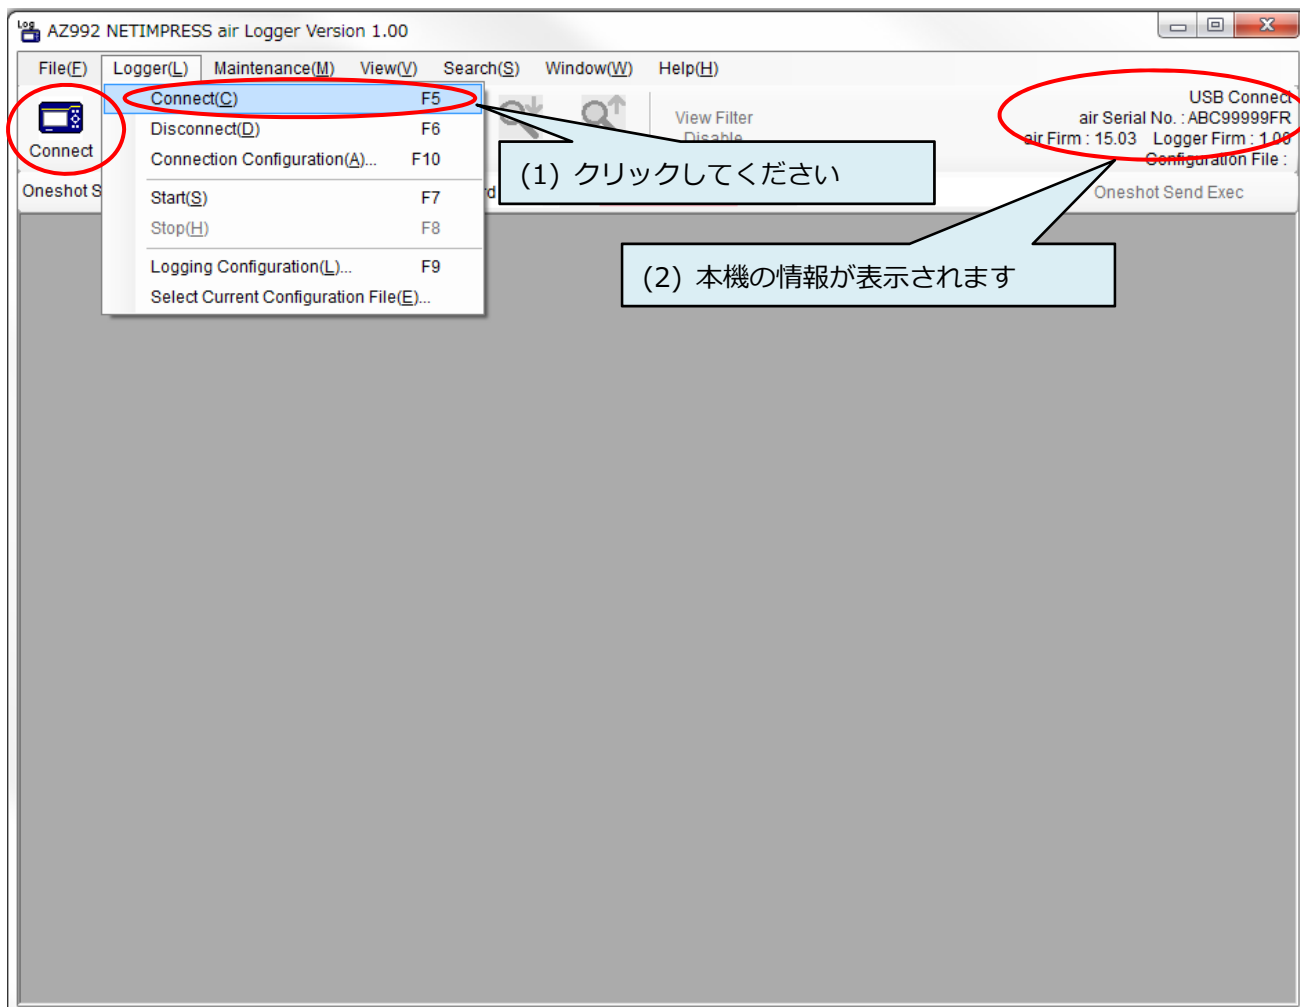 Log
AZ992 NETIMPRESS air Logger Version 1.00
File(F) Logger(L) Maintenance(M) View(V) Search(S) Window(W) Help(H)
Connect
Connect(C) F5
Disconnect(D) F6
Connection Configuration(A)... F10
Start(S) F7
Stop(H) F8
Logging Configuration(L)... F9
Select Current Configuration File(E)...
View Filter
Disable
USB Connect
air Serial No. : ABC99999FR
air Firm : 15.03 Logger Firm : 1.00
Configuration File :
Oneshot S
rd
Oneshot Send Exec
(1) クリックしてください
(2) 本機の情報が表示されます